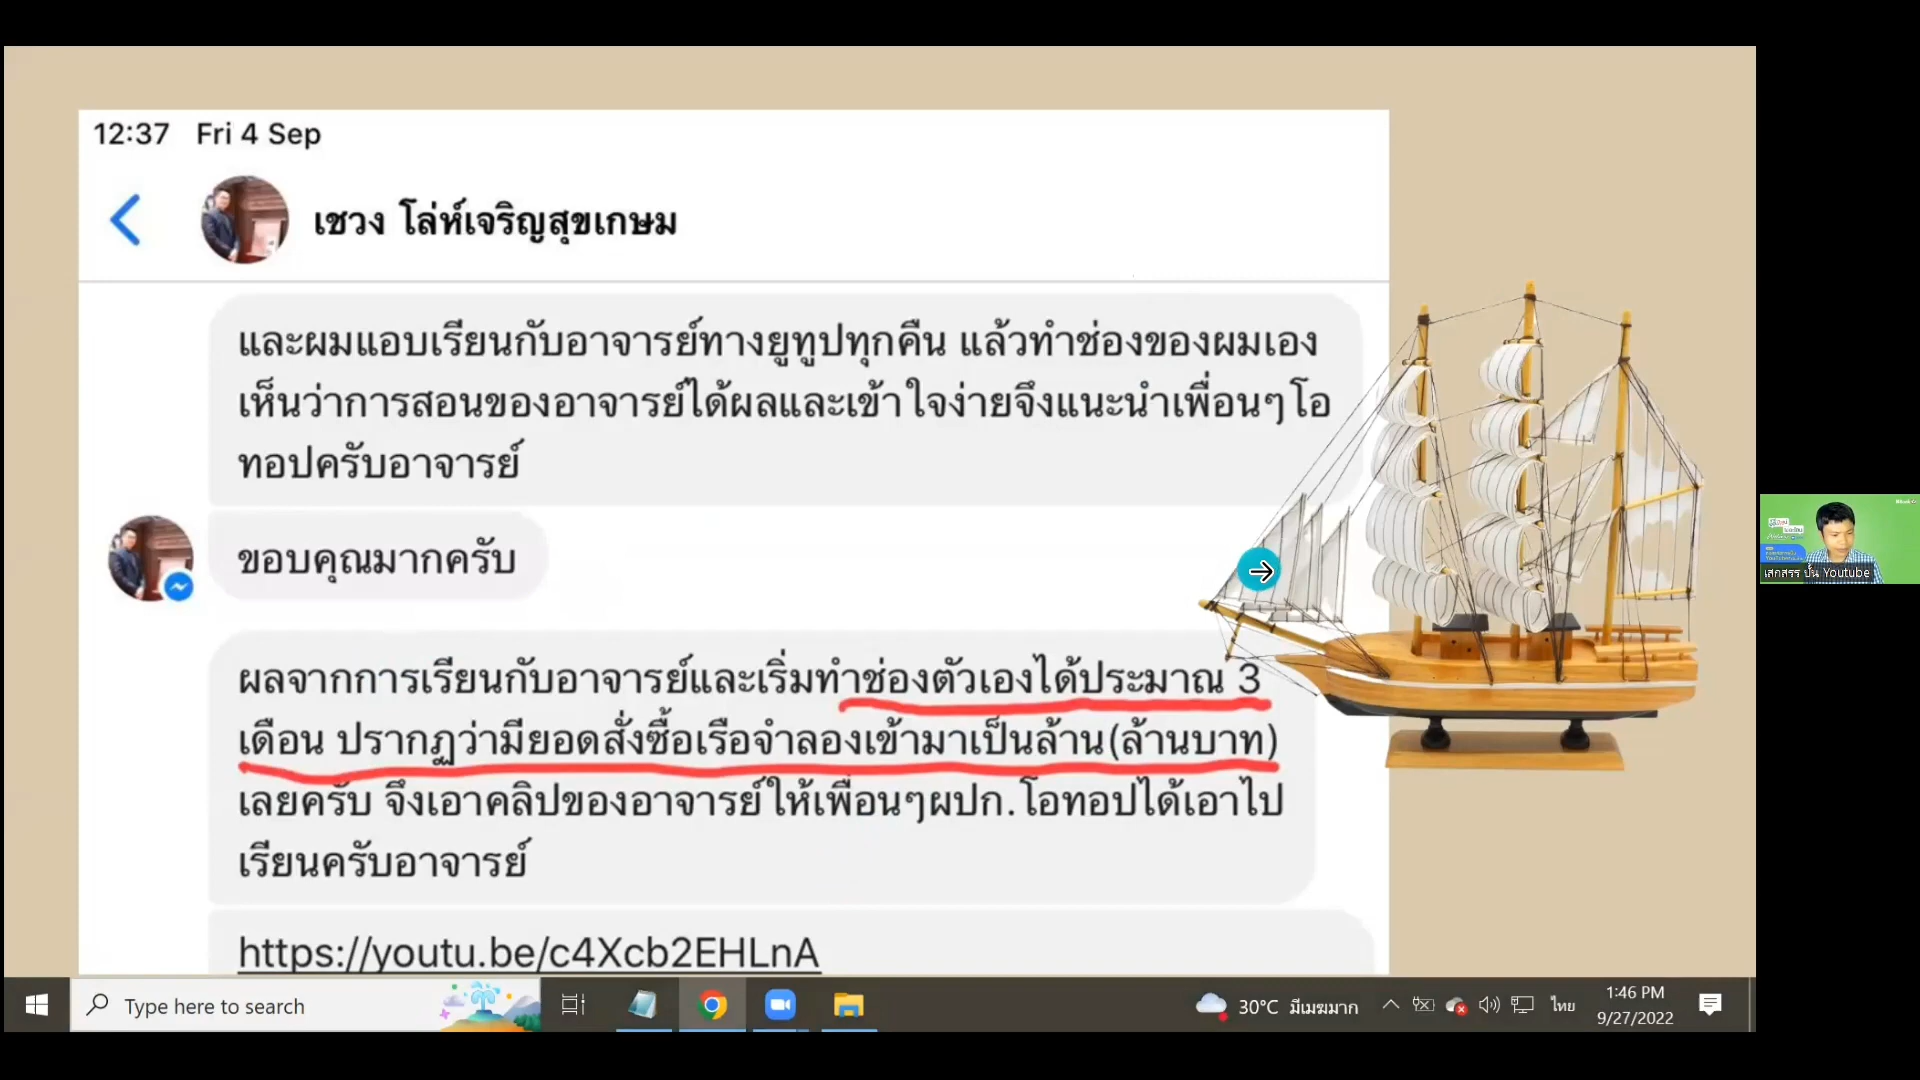 12:37 Fri 4 Sep
เชวง โล่ห์เจริญสุขเกษม
และผมแอบเรียนกับอาจารย์ทางยูทูปทุกคืน แล้วทำช่องของผมเอง
เห็นว่าการสอนของอาจารย์ได้ผลและเข้าใจง่ายจึงแนะนำเพื่อนๆโอ
ทอปครับอาจารย์
ขอบคุณมากครับ
ผลจากการเรียนกับอาจารย์และเริ่มทำช่องตัวเองได้ประมาณ 3
เดือน ปรากฏว่ามียอดสั่งซื้อเรือจำลองเข้ามาเป็นล้าน(ล้านบาท)
เลยครับ จึงเอาคลิปของอาจารย์ให้เพื่อนๆผปก.โอทอปได้เอาไป
เรียนครับอาจารย์
https://youtu.be/c4Xcb2EHLnA
เสกสรร ปั้น Youtube
Type here to search
30°C มีเมฆมาก
ไทย
1:46 PM
9/27/2022